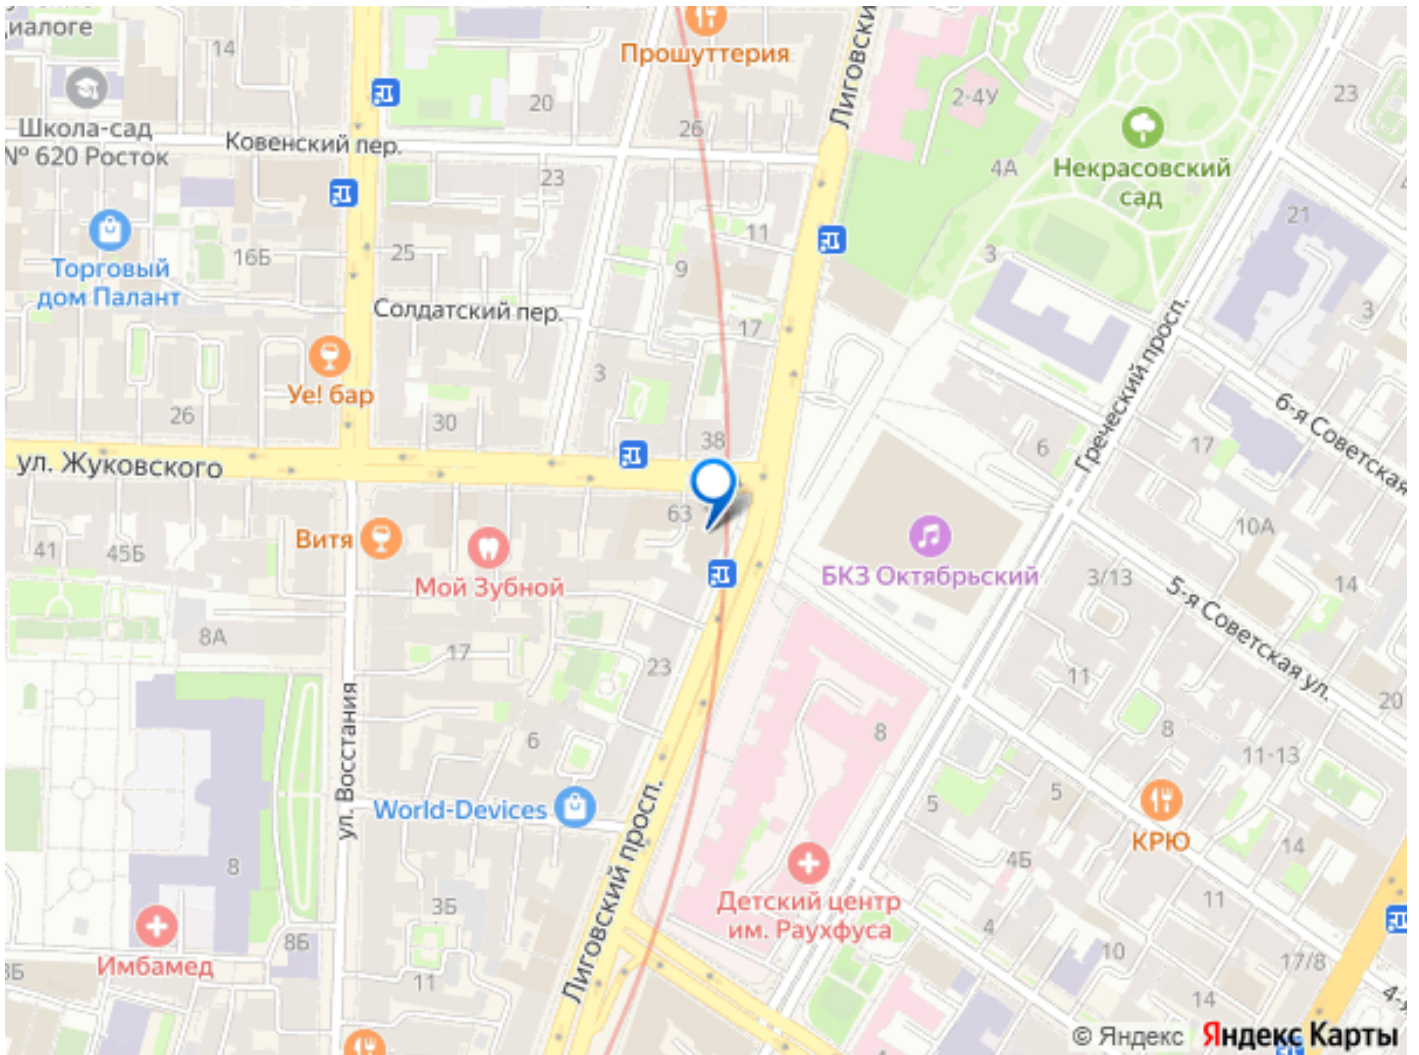 диалоге
14
Прошуттерия
Лиговски
2-4У
23
20
26
Школа-сад
№ 620 Росток
Ковенский пер.
Некрасовский
сад
4А
23
21
11
16Б
25
9
3
Торговый
дом Палант
Солдатский пер.
17
3
Греческий просп.
3
Уе! бар
26
30
38
6
17
6-я Советская
ул. Жуковского
63
10А
Витя
41
45Б
Мой Зубной
БКЗ Октябрьский
3/13
14
5-я Советская ул.
8А
17
23
11
20
ул. Восстания
6
8
8
11-13
World-Devices
5
5
КРЮ
14
Лиговский просп.
8
4Б
Детский центр
им. Раухфуса
11
3Б
4
8Б
10
Имбамед
17/8
11
14
4-я
© Яндекс Яндекс Карты